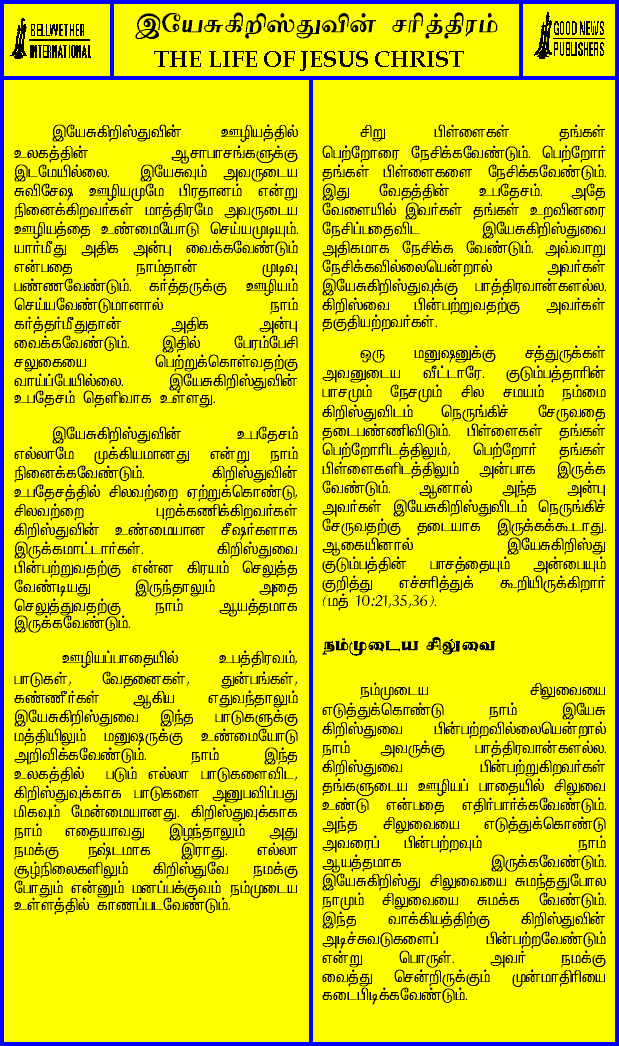 BELLWETHER
INTERNATIONAL
இயேசுகிறிஸ்துவின் சரித்திரம்
THE LIFE OF JESUS CHRIST
GOOD NEWS
PUBLISHERS
இயேசுகிறிஸ்துவின் ஊழியத்தில்
உலகத்தின் ஆசாபாசங்களுக்கு
இடமேயில்லை. இயேசுவும் அவருடைய
சுவிசேஷ ஊழியமுமே பிரதானம் என்று
நினைக்கிறவர்கள் மாத்திரமே அவருடைய
ஊழியத்தை உண்மையோடு செய்யமுடியும்.
யார்மீது அதிக அன்பு வைக்கவேண்டும்
என்பதை நாம்தான் முடிவு
பண்ணவேண்டும். கர்த்தருக்கு ஊழியம்
செய்யவேண்டுமானால் நாம்
கர்த்தர்மீதுதான் அதிக அன்பு
வைக்கவேண்டும். இதில் பேரம்பேசி
சலுகையை பெற்றுக்கொள்வதற்கு
வாய்ப்பேயில்லை. இயேசுகிறிஸ்துவின்
உபதேசம் தெளிவாக உள்ளது.
இயேசுகிறிஸ்துவின் உபதேசம்
எல்லாமே முக்கியமானது என்று நாம்
நினைக்கவேண்டும். கிறிஸ்துவின்
உபதேசத்தில் சிலவற்றை ஏற்றுக்கொண்டு,
சிலவற்றை புறக்கணிக்கிறவர்கள்
கிறிஸ்துவின் உண்மையான சீஷர்களாக
இருக்கமாட்டார்கள். கிறிஸ்துவை
பின்பற்றுவதற்கு என்ன கிரயம் செலுத்த
வேண்டியது இருந்தாலும் அதை
செலுத்துவதற்கு நாம் ஆயத்தமாக
இருக்கவேண்டும்.
ஊழியப்பாதையில் உபத்திரவம்,
பாடுகள், வேதனைகள், துன்பங்கள்,
கண்ணீர்கள் ஆகிய எதுவந்தாலும்
இயேசுகிறிஸ்துவை இந்த பாடுகளுக்கு
மத்தியிலும் மனுஷருக்கு உண்மையோடு
அறிவிக்கவேண்டும். நாம் இந்த
உலகத்தில் படும் எல்லா பாடுகளைவிட,
கிறிஸ்துவுக்காக பாடுகளை அனுபவிப்பது
மிகவும் மேன்மையானது. கிறிஸ்துவுக்காக
நாம் எதையாவது இழந்தாலும் அது
நமக்கு நஷ்டமாக இராது. எல்லா
சூழ்நிலைகளிலும் கிறிஸ்துவே நமக்கு
போதும் என்னும் மனப்பக்குவம் நம்முடைய
உள்ளத்தில் காணப்படவேண்டும்.
சிறு பிள்ளைகள் தங்கள்
பெற்றோரை நேசிக்கவேண்டும். பெற்றோர்
தங்கள் பிள்ளைகளை நேசிக்கவேண்டும்.
இது வேதத்தின் உபதேசம். அதே
வேளையில் இவர்கள் தங்கள் உறவினரை
நேசிப்பதைவிட இயேசுகிறிஸ்துவை
அதிகமாக நேசிக்க வேண்டும். அவ்வாறு
நேசிக்கவில்லையென்றால் அவர்கள்
இயேசுகிறிஸ்துவுக்கு பாத்திரவான்களல்ல.
கிறிஸ்வை பின்பற்றுவதற்கு அவர்கள்
தகுதியற்றவர்கள்.
ஒரு மனுஷனுக்கு சத்துருக்கள்
அவனுடைய வீட்டாரே. குடும்பத்தாரின்
பாசமும் நேசமும் சில சமயம் நம்மை
கிறிஸ்துவிடம் நெருங்கிச் சேருவதை
தடைபண்ணிவிடும். பிள்ளைகள் தங்கள்
பெற்றோரிடத்திலும், பெற்றோர் தங்கள்
பிள்ளைகளிடத்திலும் அன்பாக இருக்க
வேண்டும். ஆனால் அந்த அன்பு
அவர்கள் இயேசுகிறிஸ்துவிடம் நெருங்கிச்
சேருவதற்கு தடையாக இருக்கக்கூடாது.
ஆகையினால் இயேசுகிறிஸ்து
குடும்பத்தின் பாசத்தையும் அன்பையும்
குறித்து எச்சரித்துக் கூறியிருக்கிறார்
(மத் 10:21,35,36).
நம்முடைய சிலுவை
நம்முடைய சிலுவையை
எடுத்துக்கொண்டு நாம் இயேசு
கிறிஸ்துவை பின்பற்றவில்லையென்றால்
நாம் அவருக்கு பாத்திரவான்களல்ல.
கிறிஸ்துவை பின்பற்றுகிறவர்கள்
தங்களுடைய ஊழியப் பாதையில் சிலுவை
உண்டு என்பதை எதிர்பார்க்கவேண்டும்.
அந்த சிலுவையை எடுத்துக்கொண்டு
அவரைப் பின்பற்றவும் நாம்
ஆயத்தமாக இருக்கவேண்டும்.
இயேசுகிறிஸ்து சிலுவையை சுமந்ததுபோல
நாமும் சிலுவையை சுமக்க வேண்டும்.
இந்த வாக்கியத்திற்கு கிறிஸ்துவின்
அடிச்சுவடுகளைப் பின்பற்றவேண்டும்
என்று பொருள். அவர் நமக்கு
வைத்து சென்றிருக்கும் முன்மாதிரியை
கடைபிடிக்கவேண்டும்.